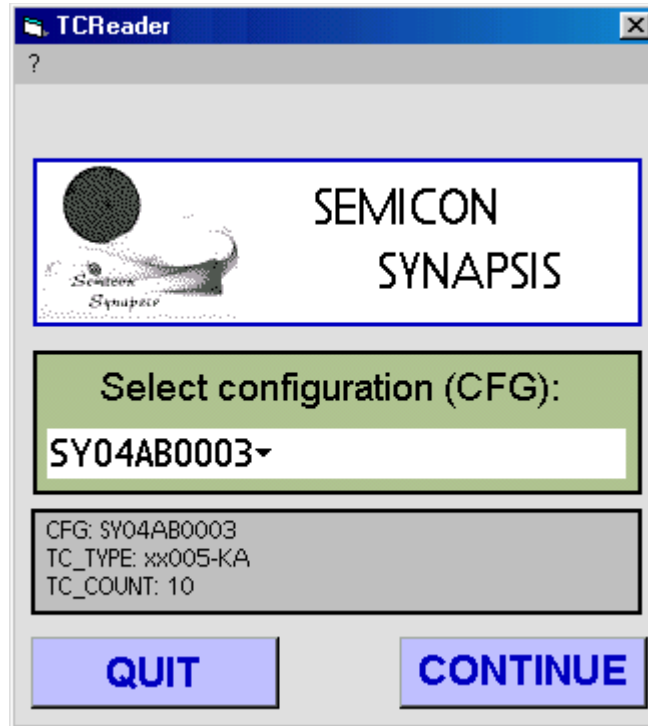 TCReader
?
SEMICON
SYNAPSIS
Semicon
Synapsis
Select configuration (CFG):
SY04AB0003
CFG: SY04AB0003
TC_TYPE: xx005-KA
TC_COUNT: 10
QUIT
CONTINUE